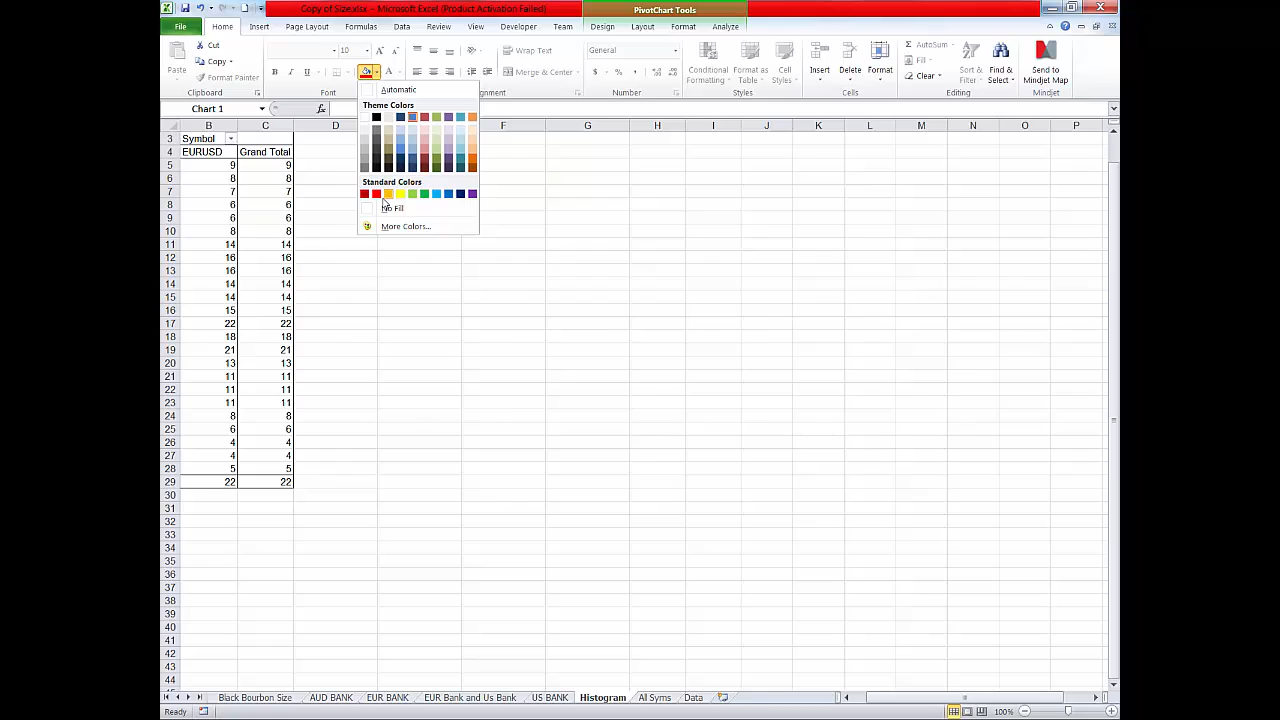 Copy of Size.xlsx - Microsoft Excel (Product Activation Failed)
PivotChart Tools
File Home Insert Page Layout Formulas Data Review View Developer Team Design Layout Format Analyze
Paste
Cut
Copy
Format Painter
Clipboard
10
Font
Wrap Text
Merge & Center
General
Number
Conditional Formatting
Format as Table
Cell Styles
Styles
Insert
Delete
Format
Cells
AutoSum
Fill
Clear
Sort & Filter
Find & Select
Editing
Send to Mindjet Map
Mindjet
Automatic
Theme Colors
Standard Colors
No Fill
More Colors...
Chart 1
B C D F G H I J K L M N O P
3 Symbol
4 EURUSD Grand Total
5 9 9
6 8 8
7 7 7
8 6 6
9 6 6
10 8 8
11 14 14
12 16 16
13 16 16
14 14 14
15 14 14
16 15 15
17 22 22
18 18 18
19 21 21
20 13 13
21 11 11
22 11 11
23 11 11
24 8 8
25 6 6
26 4 4
27 4 4
28 5 5
29 22 22
30
31
32
33
34
35
36
37
38
39
40
41
42
43
44
Black Bourbon Size AUD BANK EUR BANK EUR Bank and Us Bank US BANK Histogram All Syms Data
Ready
100%